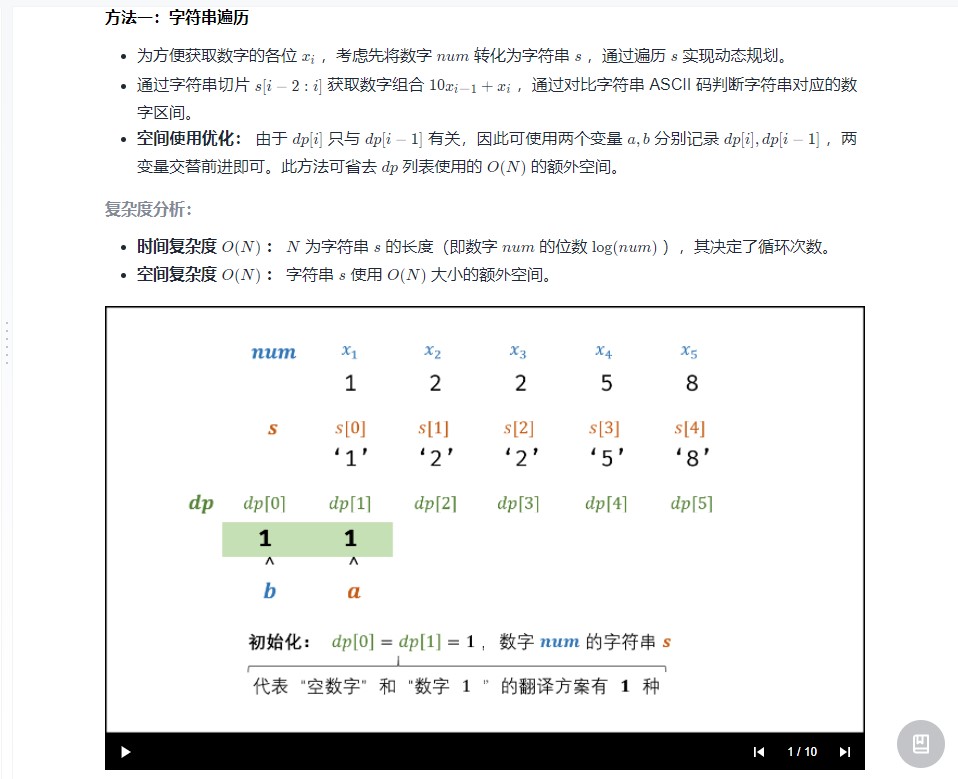 方法一：字符串遍历
为方便获取数字的各位 xi ，考虑先将数字 num 转化为字符串 s ，通过遍历 s 实现动态规划。
通过字符串切片 s[i − 2 : i] 获取数字组合 10xi−1 + xi ，通过对比字符串 ASCII 码判断字符串对应的数
字区间。
空间使用优化： 由于 dp[i] 只与 dp[i − 1] 有关，因此可使用两个变量 a, b 分别记录 dp[i], dp[i − 1] ，两
变量交替前进即可。此方法可省去 dp 列表使用的 O(N) 的额外空间。
复杂度分析：
时间复杂度 O(N) ： N 为字符串 s 的长度（即数字 num 的位数 log(num) ），其决定了循环次数。
空间复杂度 O(N) ： 字符串 s 使用 O(N) 大小的额外空间。
num x1 x2 x3 x4 x5
1 2 2 5 8
s s[0] s[1] s[2] s[3] s[4]
‘1’ ‘2’ ‘2’ ‘5’ ‘8’
dp dp[0] dp[1] dp[2] dp[3] dp[4] dp[5]
1 1
^ ^
b a
初始化： dp[0] = dp[1] = 1 ，数字 num 的字符串 s
代表 “空数字” 和 “数字 1 ” 的翻译方案有 1 种
1 / 10